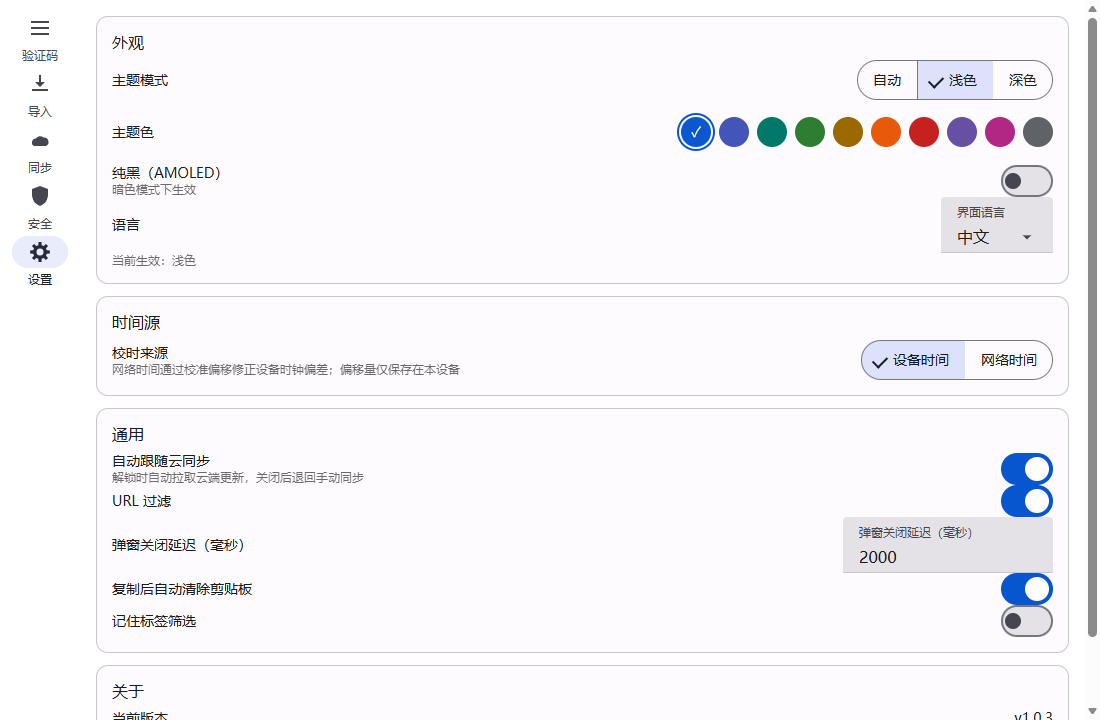 验证码
导入
同步
安全
设置
外观
主题模式
自动
浅色
深色
主题色
纯黑（AMOLED）
暗色模式下生效
语言
界面语言
中文
当前生效：浅色
时间源
校时来源
网络时间通过校准偏移修正设备时钟偏差；偏移量仅保存在本设备
设备时间
网络时间
通用
自动跟随云同步
解锁时自动拉取云端更新，关闭后退回手动同步
URL 过滤
弹窗关闭延迟（毫秒）
弹窗关闭延迟（毫秒）
2000
复制后自动清除剪贴板
记住标签筛选
关于
当前版本
v1.0.3